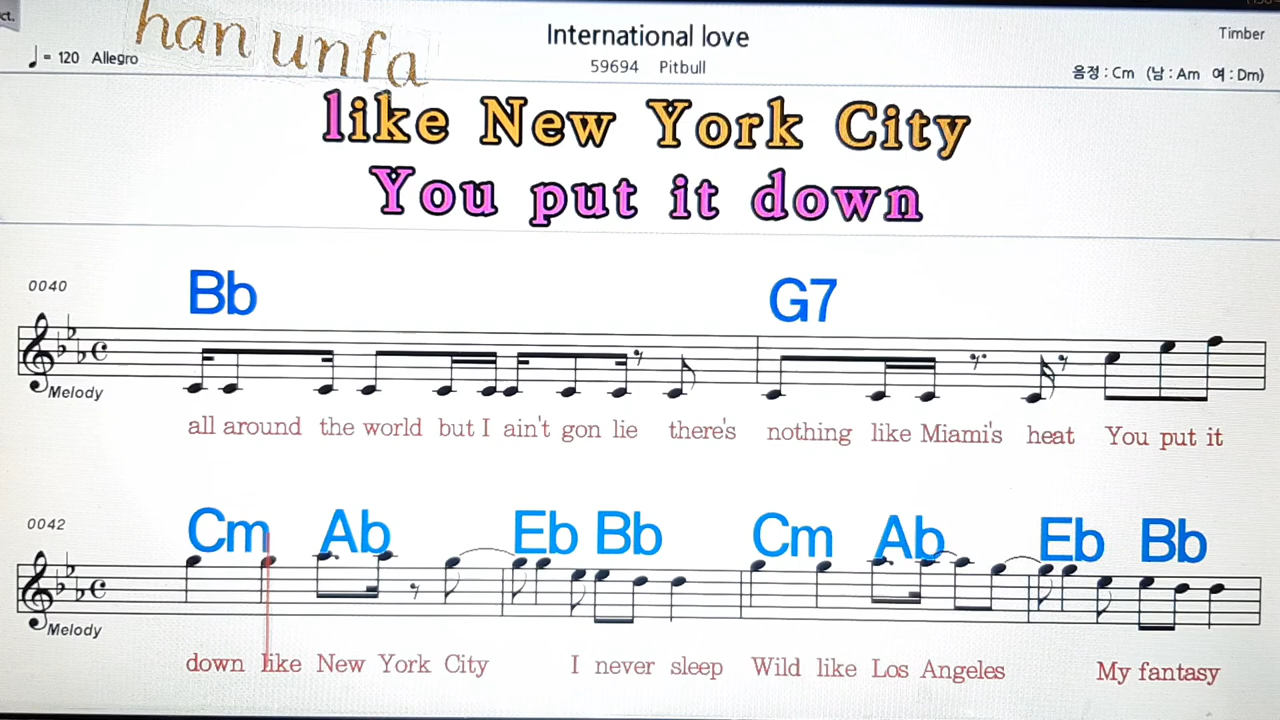 ct.
han unfa
International love
Timber
♩ = 120 Allegro
59694 Pitbull
음정 : Cm (남 : Am 여 : Dm)
like New York City
You put it down
0040
Bb G7
Melody
all around the world but I ain't gon lie there's nothing like Miami's heat You put it
0042
Cm Ab Eb Bb Cm Ab Eb Bb
Melody
down like New York City I never sleep Wild like Los Angeles My fantasy